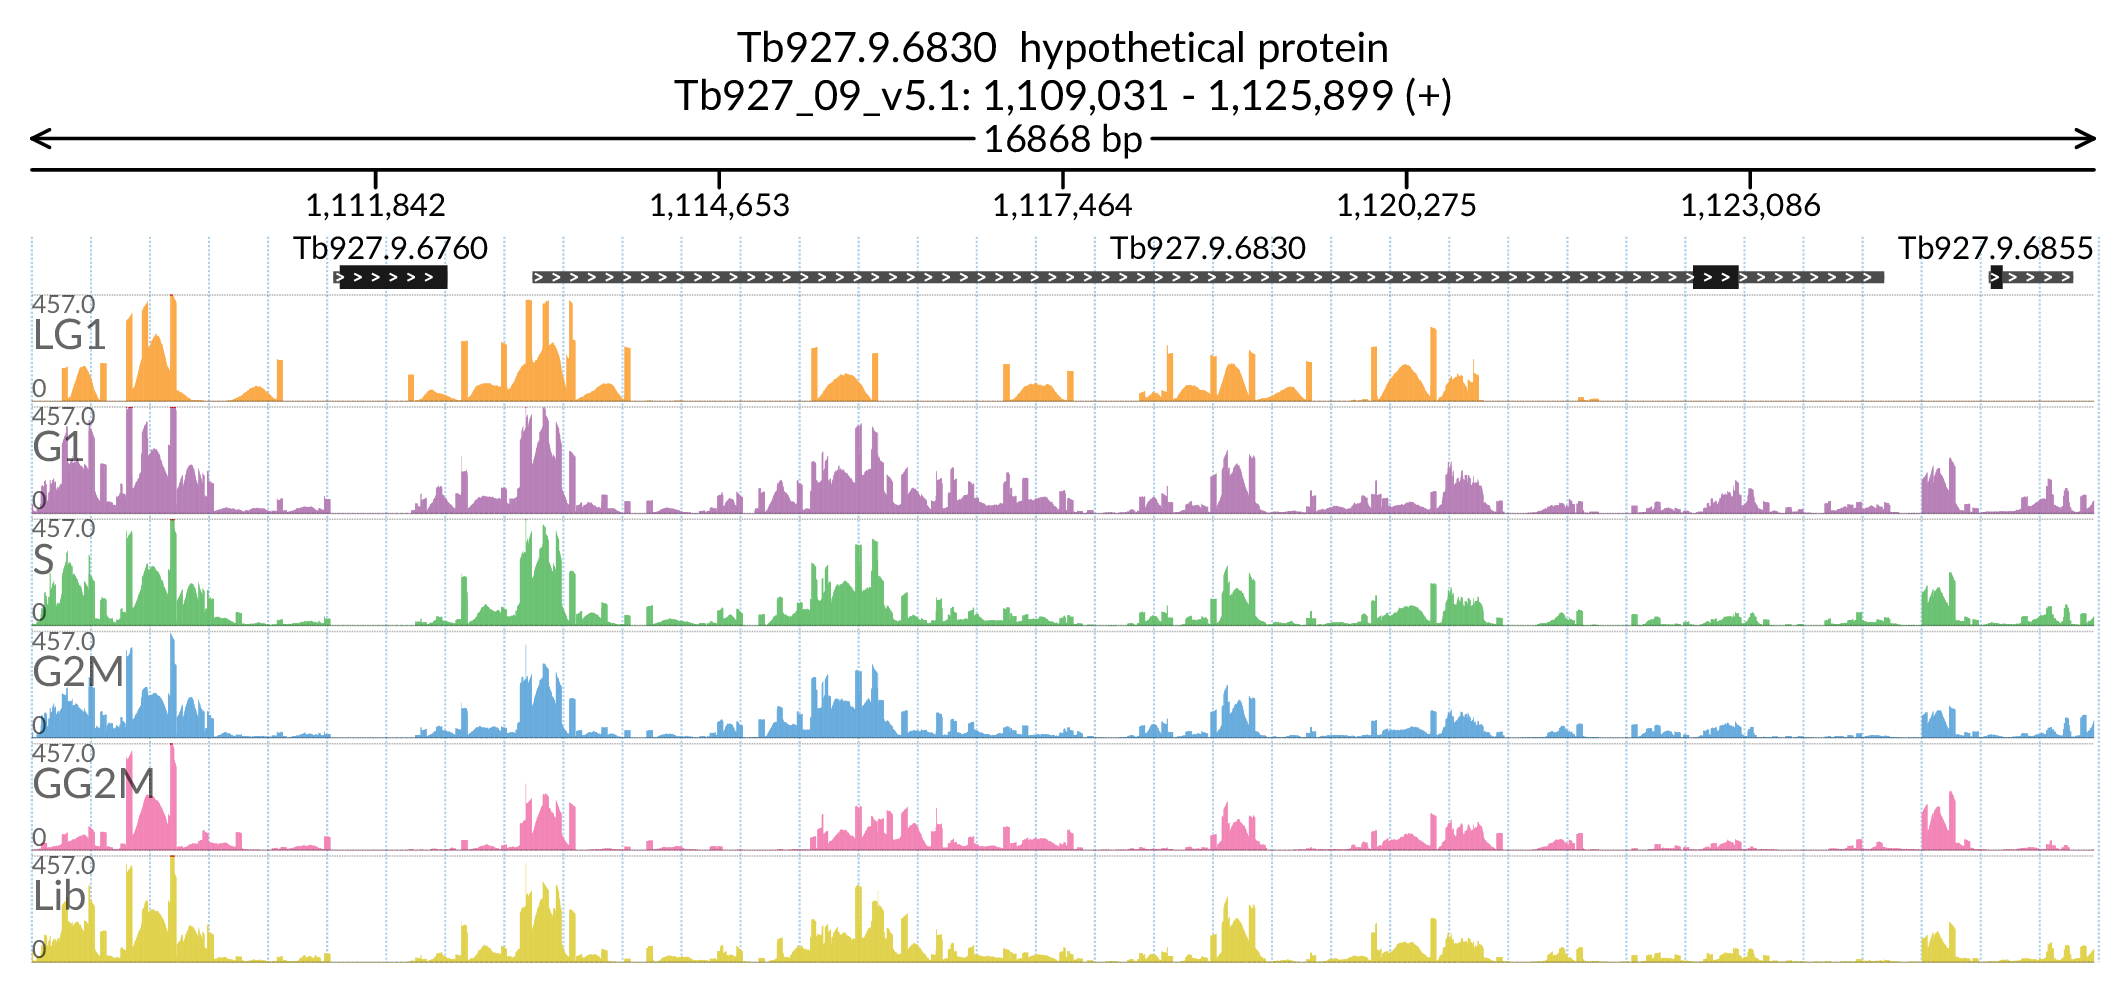 Tb927.9.6830  hypothetical protein
Tb927_09_v5.1: 1,109,031 - 1,125,899 (+)
16868 bp
1,111,842 1,114,653 1,117,464 1,120,275 1,123,086
Tb927.9.6760 Tb927.9.6830 Tb927.9.6855
457.0
LG1
0
457.0
G1
0
457.0
S
0
457.0
G2M
0
457.0
GG2M
0
457.0
Lib
0